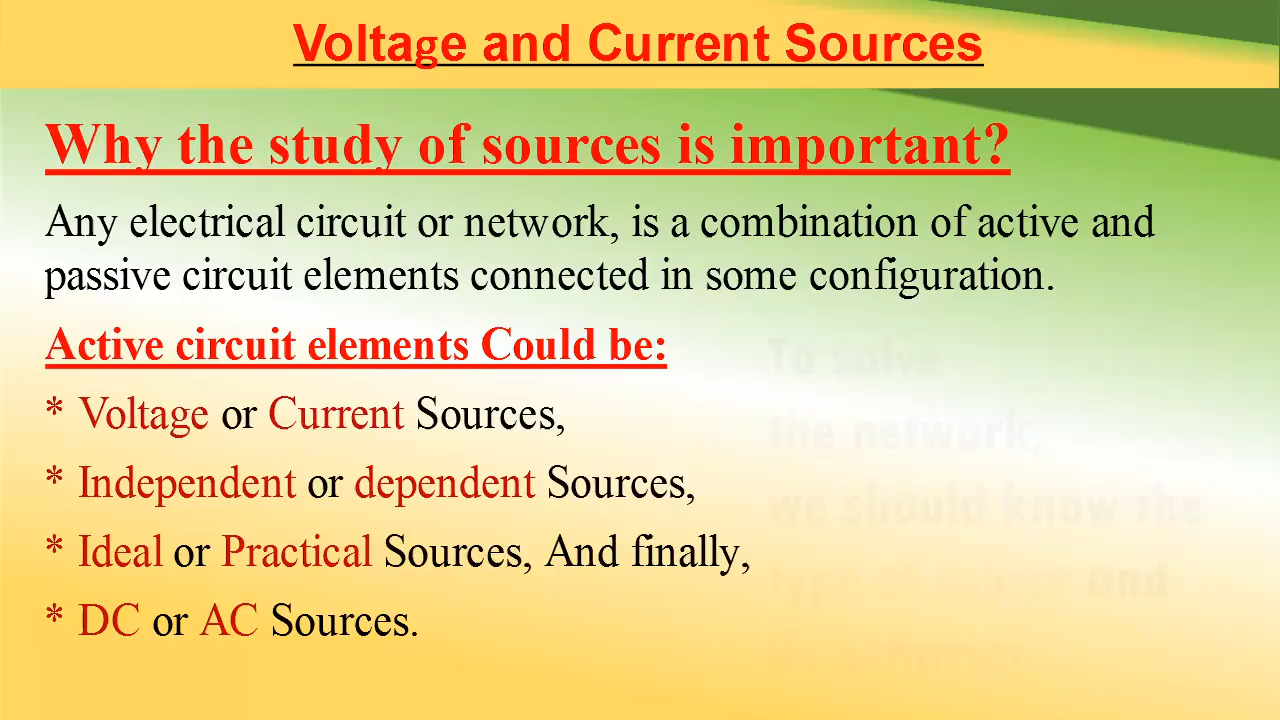 Voltage and Current Sources
Why the study of sources is important?
Any electrical circuit or network, is a combination of active and
passive circuit elements connected in some configuration.
Active circuit elements Could be:
* Voltage or Current Sources,
* Independent or dependent Sources,
* Ideal or Practical Sources, And finally,
* DC or AC Sources.
To solve
the network,
we should know the
and